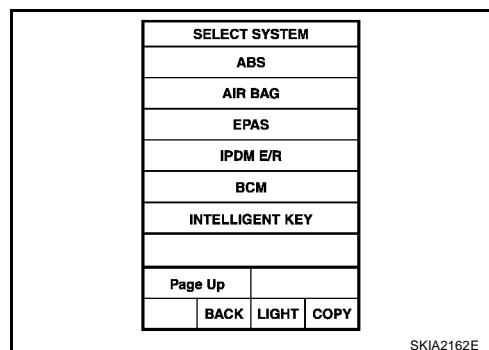 SELECT SYSTEM
ABS
AIR BAG
EPAS
IPDM E/R
BCM
INTELLIGENT KEY
Page Up
BACK LIGHT COPY
SKIA2162E